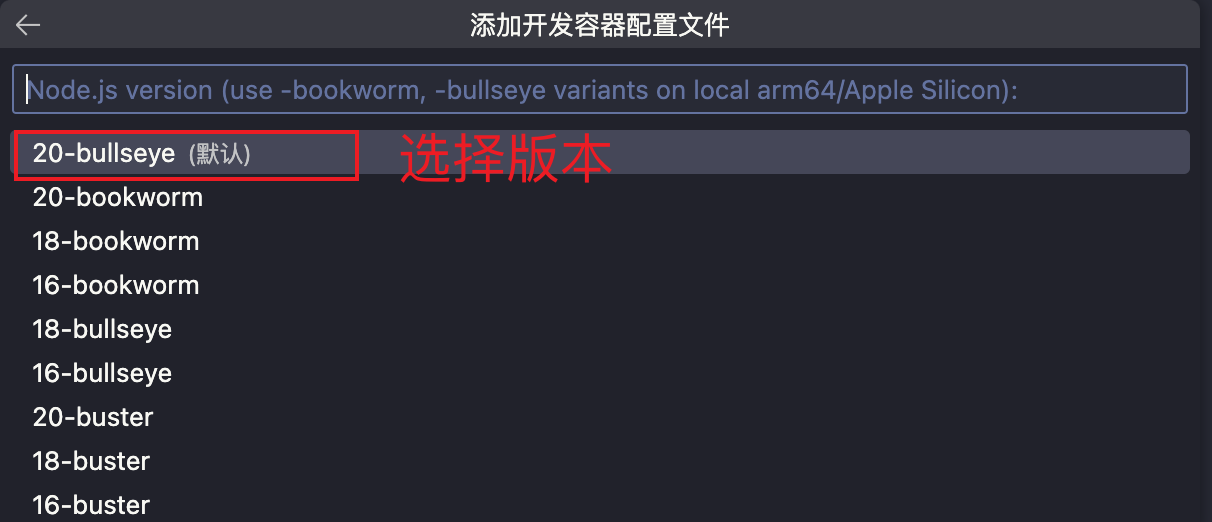 添加开发容器配置文件
Node.js version (use -bookworm, -bullseye variants on local arm64/Apple Silicon):
20-bullseye (默认) 选择版本
20-bookworm
18-bookworm
16-bookworm
18-bullseye
16-bullseye
20-buster
18-buster
16-buster